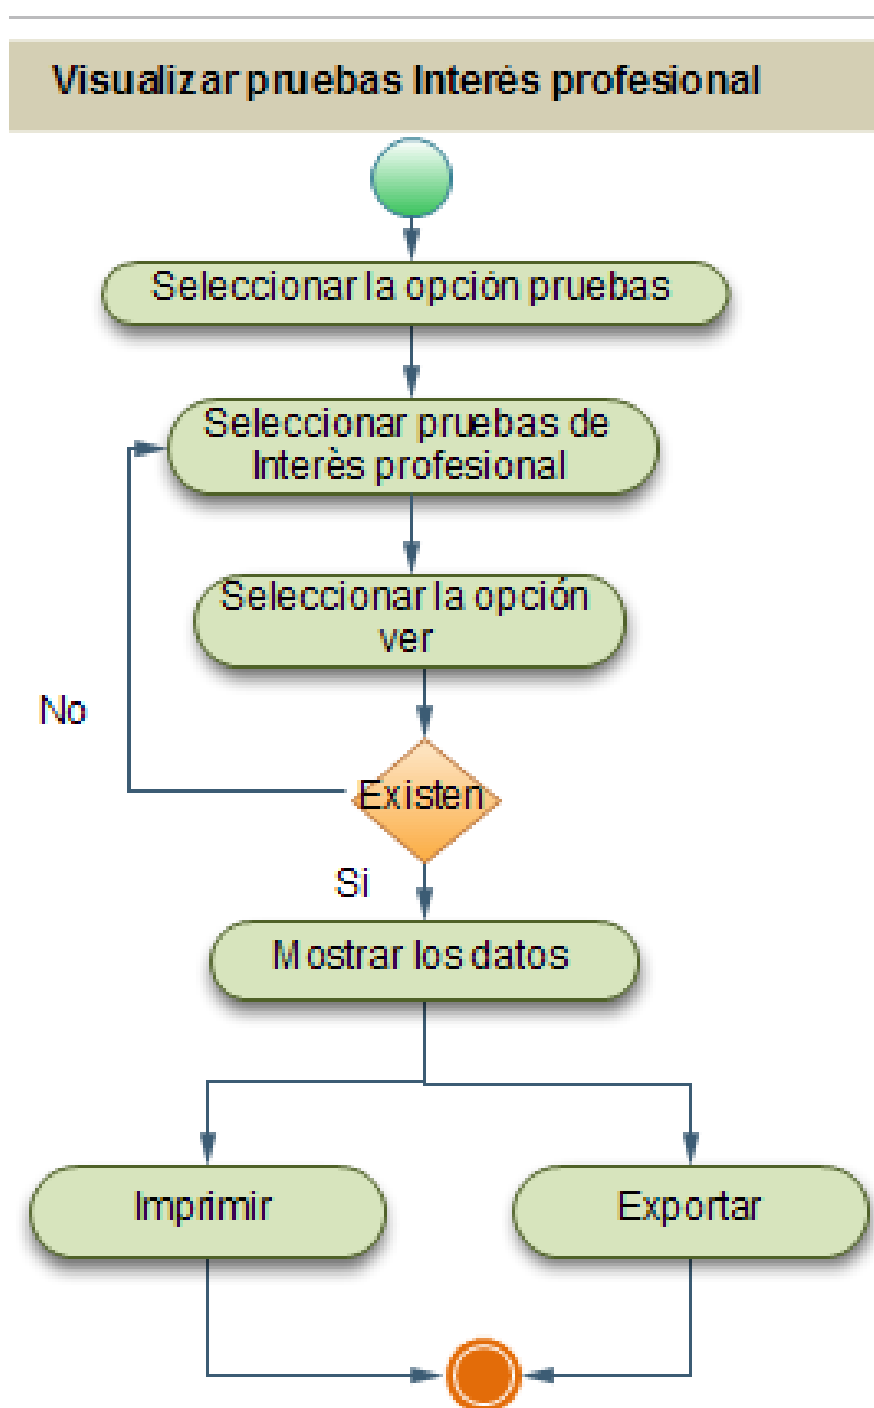 Visualizar pruebas Interés profesional
Seleccionar la opción pruebas
Seleccionar pruebas de
Interès profesional
Seleccionar la opción
ver
No
Existen
Si
Mostrar los datos
Imprimir
Exportar